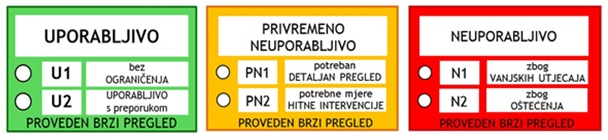 UPORABLJIVO
U1
bez
OGRANIČENJA
U2
UPORABLJIVO
s preporukom
PROVEDEN BRZI PREGLED
PRIVREMENO
NEUPORABLJIVO
PN1
potreban
DETALJAN PREGLED
PN2
potrebne mjere
HITNE INTERVENCIJE
PROVEDEN BRZI PREGLED
NEUPORABLJIVO
N1
zbog
VANJSKIH UTJECAJA
N2
zbog
OŠTEĆENJA
PROVEDEN BRZI PREGLED